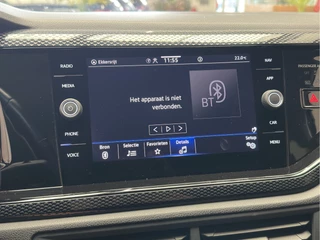 RADIO
MEDIA
PHONE
VOICE
Ekkersrijt
11:55
22.0
NAV
APP
CAR
MENU
PASSENGER
Het apparaat is niet
verbonden.
BT
Bron
Selectie
Favorieten
Details
Setup